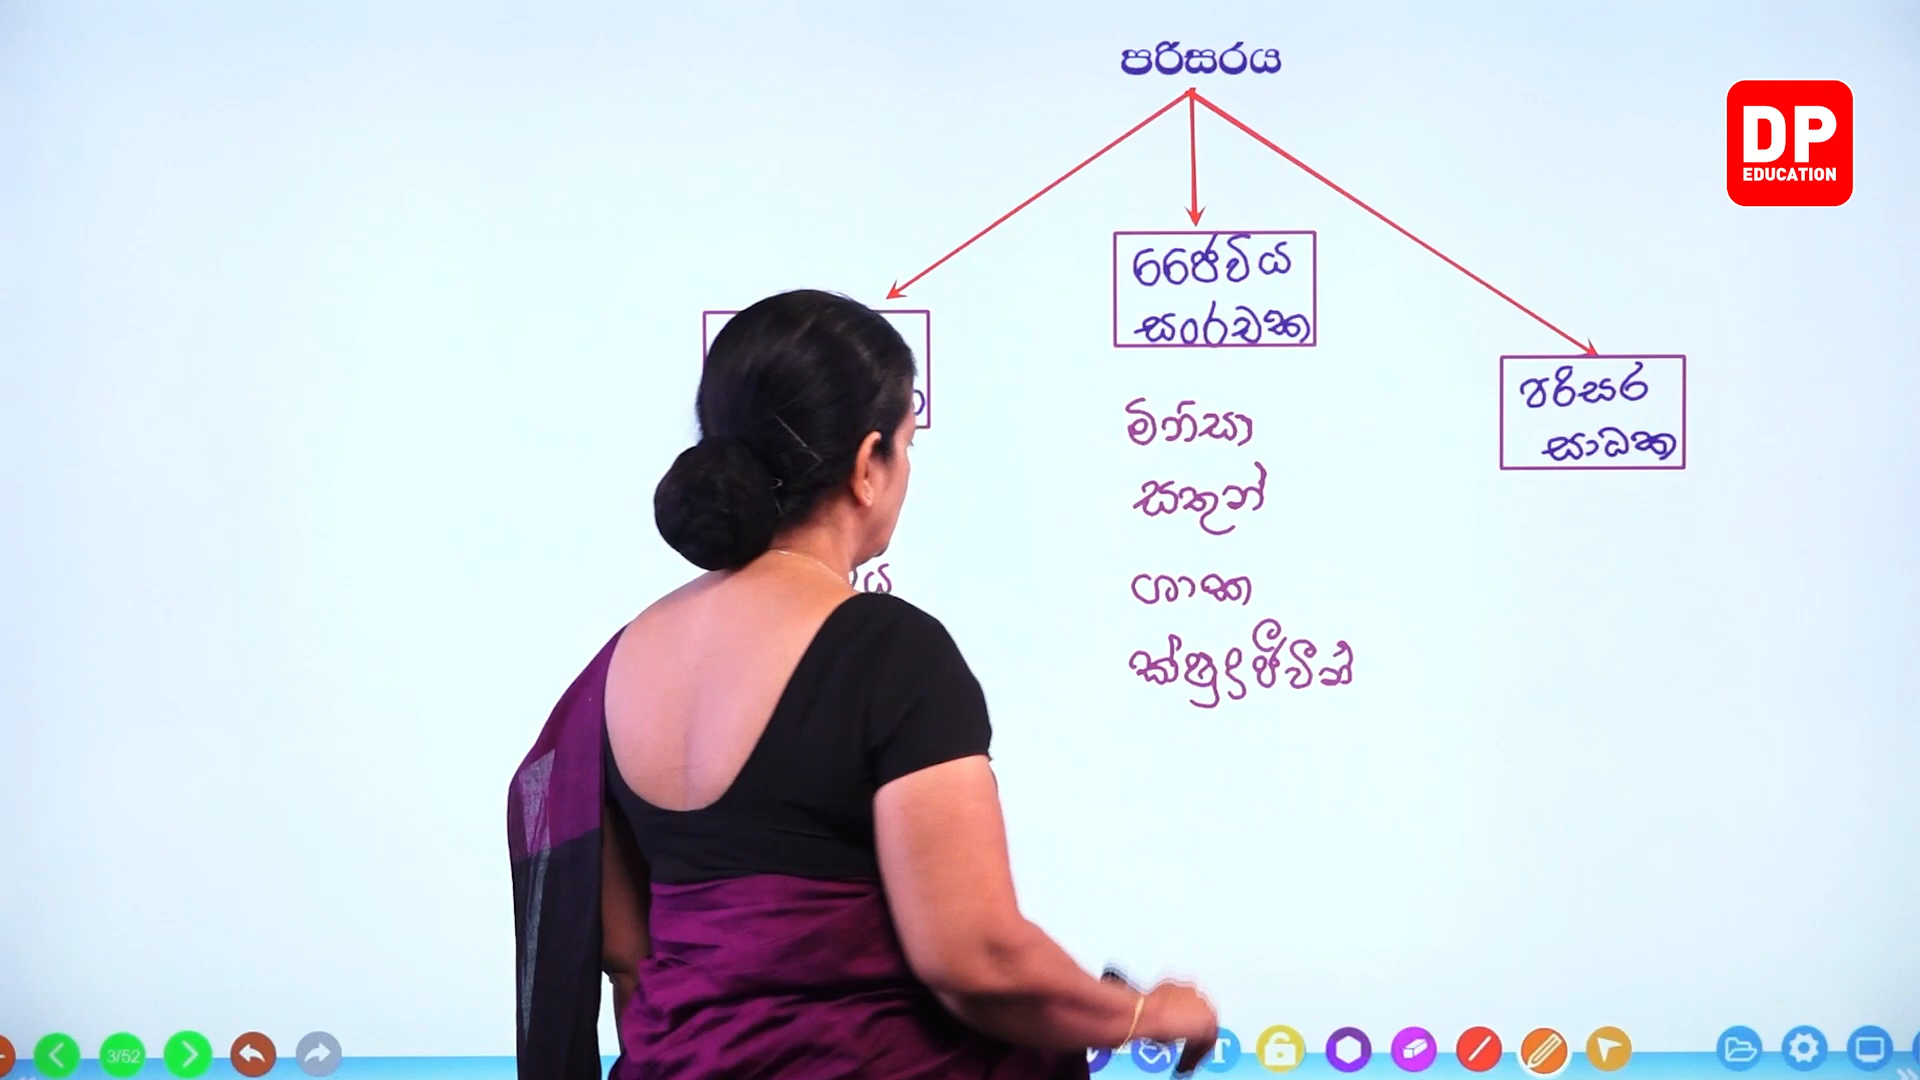 පරිසරය
DP
EDUCATION
ජෛවීය
සංරචක
පරිසර
සාධක
මිනිසා
සතුන්
ශාක
ක්ෂුද්‍රජීවීන්
3/52